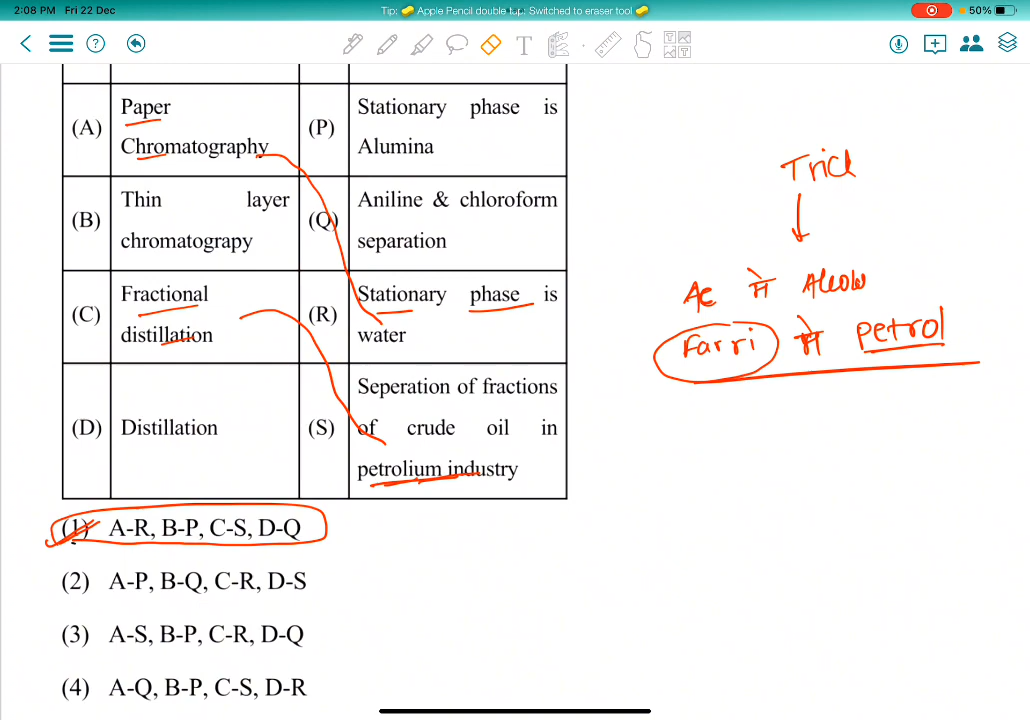 2:08 PM Fri 22 Dec
Tip: Apple Pencil double tap: Switched to eraser tool
50%
(A) Paper Chromatography (P) Stationary phase is Alumina
(B) Thin layer chromatograpy (Q) Aniline & chloroform separation
(C) Fractional distillation (R) Stationary phase is water
(D) Distillation (S) Seperation of fractions of crude oil in petrolium industry
(1) A-R, B-P, C-S, D-Q
(2) A-P, B-Q, C-R, D-S
(3) A-S, B-P, C-R, D-Q
(4) A-Q, B-P, C-S, D-R
Trick
Farri में petrol